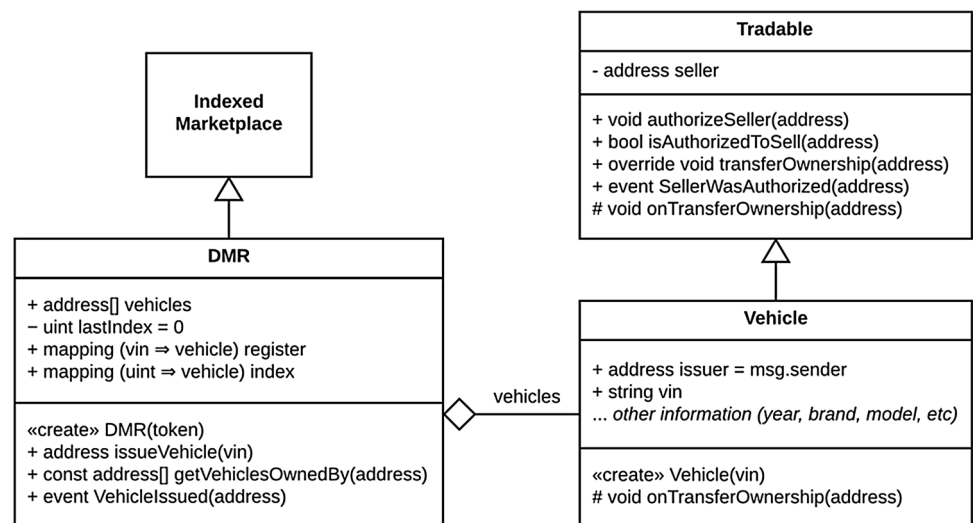 Indexed
Marketplace
Tradable
- address seller
+ void authorizeSeller(address)
+ bool isAuthorizedToSell(address)
+ override void transferOwnership(address)
+ event SellerWasAuthorized(address)
# void onTransferOwnership(address)
DMR
+ address[] vehicles
− uint lastIndex = 0
+ mapping (vin ⇒ vehicle) register
+ mapping (uint ⇒ vehicle) index
«create» DMR(token)
+ address issueVehicle(vin)
+ const address[] getVehiclesOwnedBy(address)
+ event VehicleIssued(address)
vehicles
Vehicle
+ address issuer = msg.sender
+ string vin
... other information (year, brand, model, etc)
«create» Vehicle(vin)
# void onTransferOwnership(address)